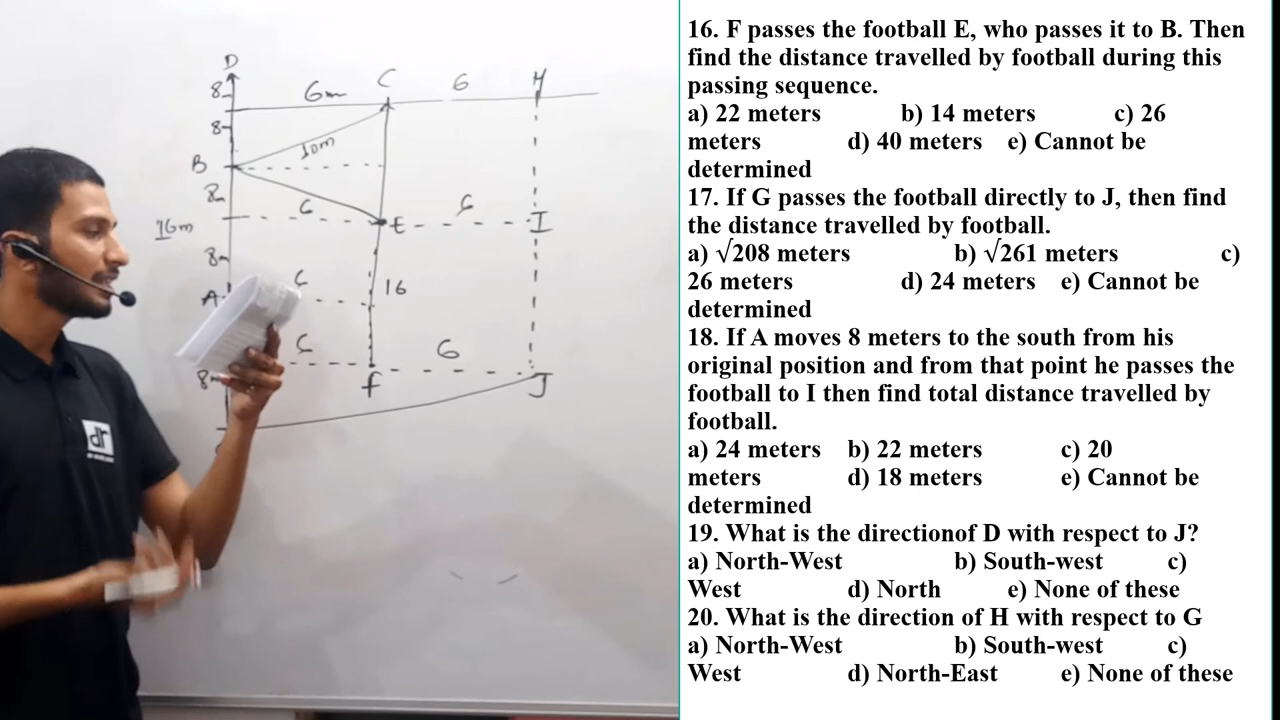 D
8m
6m
C
6
H
8m
10m
B
8m
6
6
E
I
16m
8m
6
16
A
6
6
8m
F
J
dr
16. F passes the football E, who passes it to B. Then
find the distance travelled by football during this
passing sequence.
a) 22 meters b) 14 meters c) 26
meters d) 40 meters e) Cannot be
determined
17. If G passes the football directly to J, then find
the distance travelled by football.
a) √208 meters b) √261 meters c)
26 meters d) 24 meters e) Cannot be
determined
18. If A moves 8 meters to the south from his
original position and from that point he passes the
football to I then find total distance travelled by
football.
a) 24 meters b) 22 meters c) 20
meters d) 18 meters e) Cannot be
determined
19. What is the directionof D with respect to J?
a) North-West b) South-west c)
West d) North e) None of these
20. What is the direction of H with respect to G
a) North-West b) South-west c)
West d) North-East e) None of these